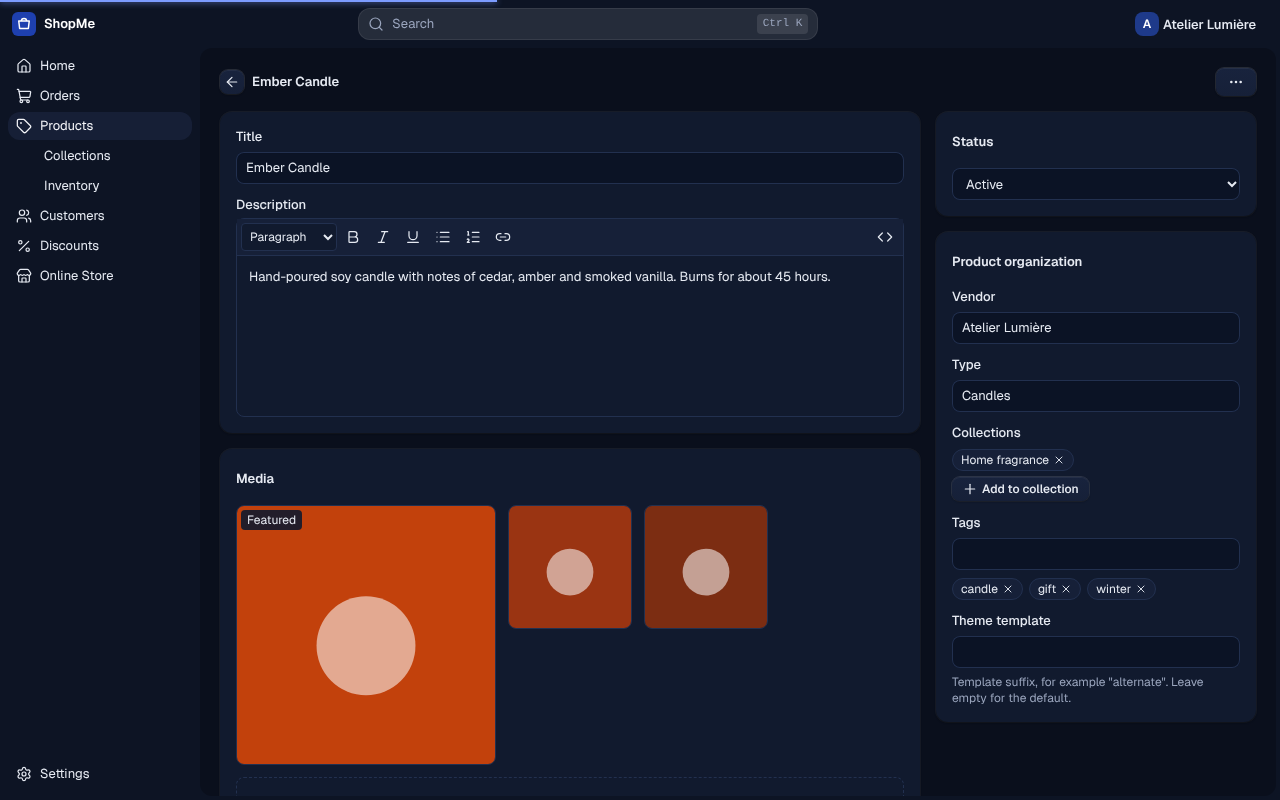 ShopMe
Search
Ctrl K
A
Atelier Lumière
Home
Orders
Products
Collections
Inventory
Customers
Discounts
Online Store
Settings
Ember Candle
Title
Ember Candle
Description
Paragraph
Hand-poured soy candle with notes of cedar, amber and smoked vanilla. Burns for about 45 hours.
Media
Featured
Status
Active
Product organization
Vendor
Atelier Lumière
Type
Candles
Collections
Home fragrance
Add to collection
Tags
candle gift winter
Theme template
Template suffix, for example "alternate". Leave
empty for the default.